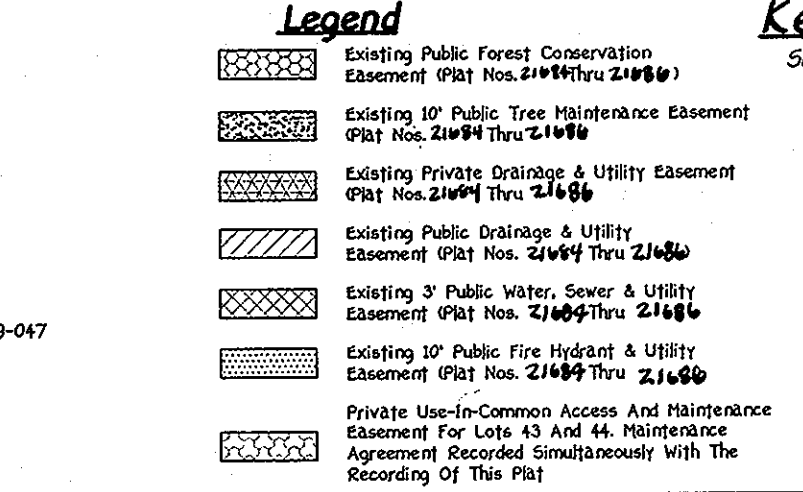 Legend
Existing Public Forest Conservation
Easement (Plat Nos. 21684 Thru 21686)
Existing 10' Public Tree Maintenance Easement
(Plat Nos. 21684 Thru 21686
Existing Private Drainage & Utility Easement
(Plat Nos. 21684 Thru 21686
Existing Public Drainage & Utility
Easement (Plat Nos. 21684 Thru 21686)
Existing 3' Public Water, Sewer & Utility
Easement (Plat Nos. 21684 Thru 21686
Existing 10' Public Fire Hydrant & Utility
Easement (Plat Nos. 21684 Thru 21686
Private Use-In-Common Access And Maintenance
Easement For Lots 43 And 44. Maintenance
Agreement Recorded Simultaneously With The
Recording Of This Plat
9-047
Ke